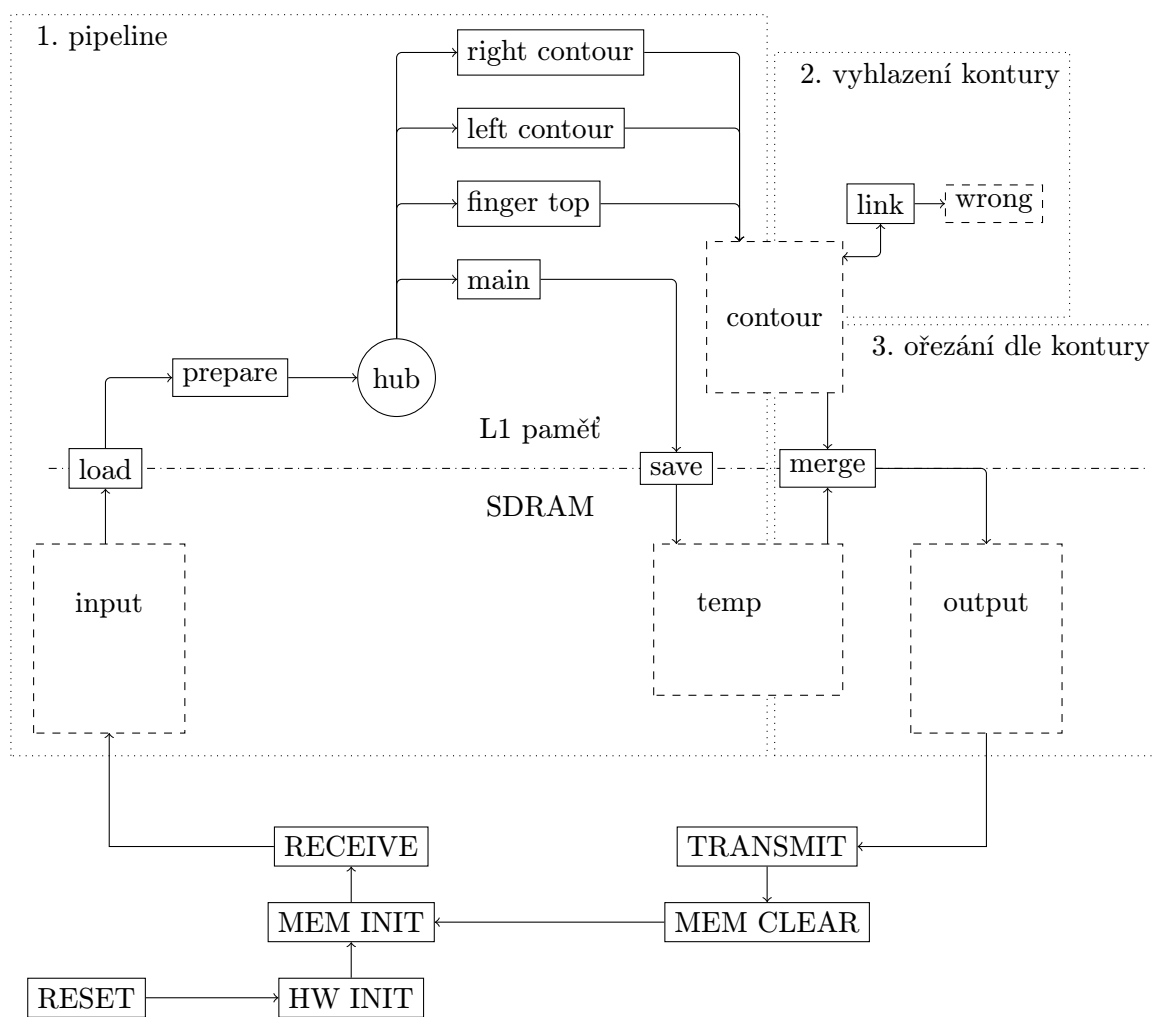 1. pipeline
right contour
2. vyhlazení kontury
left contour
finger top
link
wrong
main
contour
3. ořezání dle kontury
prepare
hub
L1 paměť
load
save
merge
SDRAM
input
temp
output
RECEIVE
TRANSMIT
MEM INIT
MEM CLEAR
RESET
HW INIT